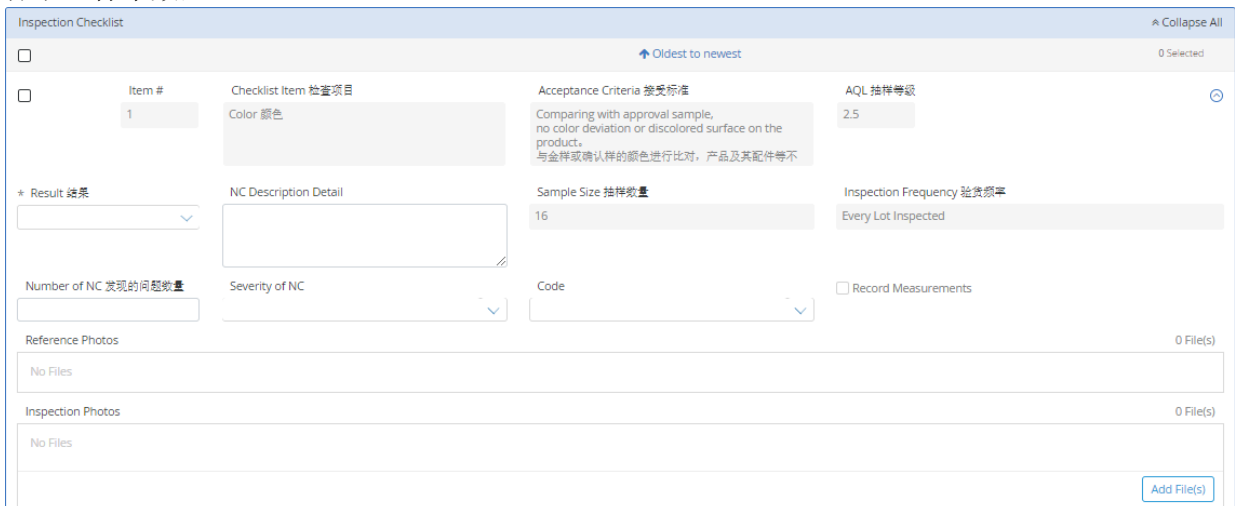 Inspection Checklist
Collapse All
Oldest to newest
0 Selected
Item #
Checklist Item 检查项目
Acceptance Criteria 接受标准
AQL 抽样等级
1
Color 颜色
Comparing with approval sample,
no color deviation or discolored surface on the
product。
与金样或确认样的颜色进行比对，产品及其配件等不
2.5
* Result 结果
NC Description Detail
Sample Size 抽样数量
Inspection Frequency 验货频率
16
Every Lot Inspected
Number of NC 发现的问题数量
Severity of NC
Code
Record Measurements
Reference Photos
0 File(s)
No Files
Inspection Photos
0 File(s)
No Files
Add File(s)